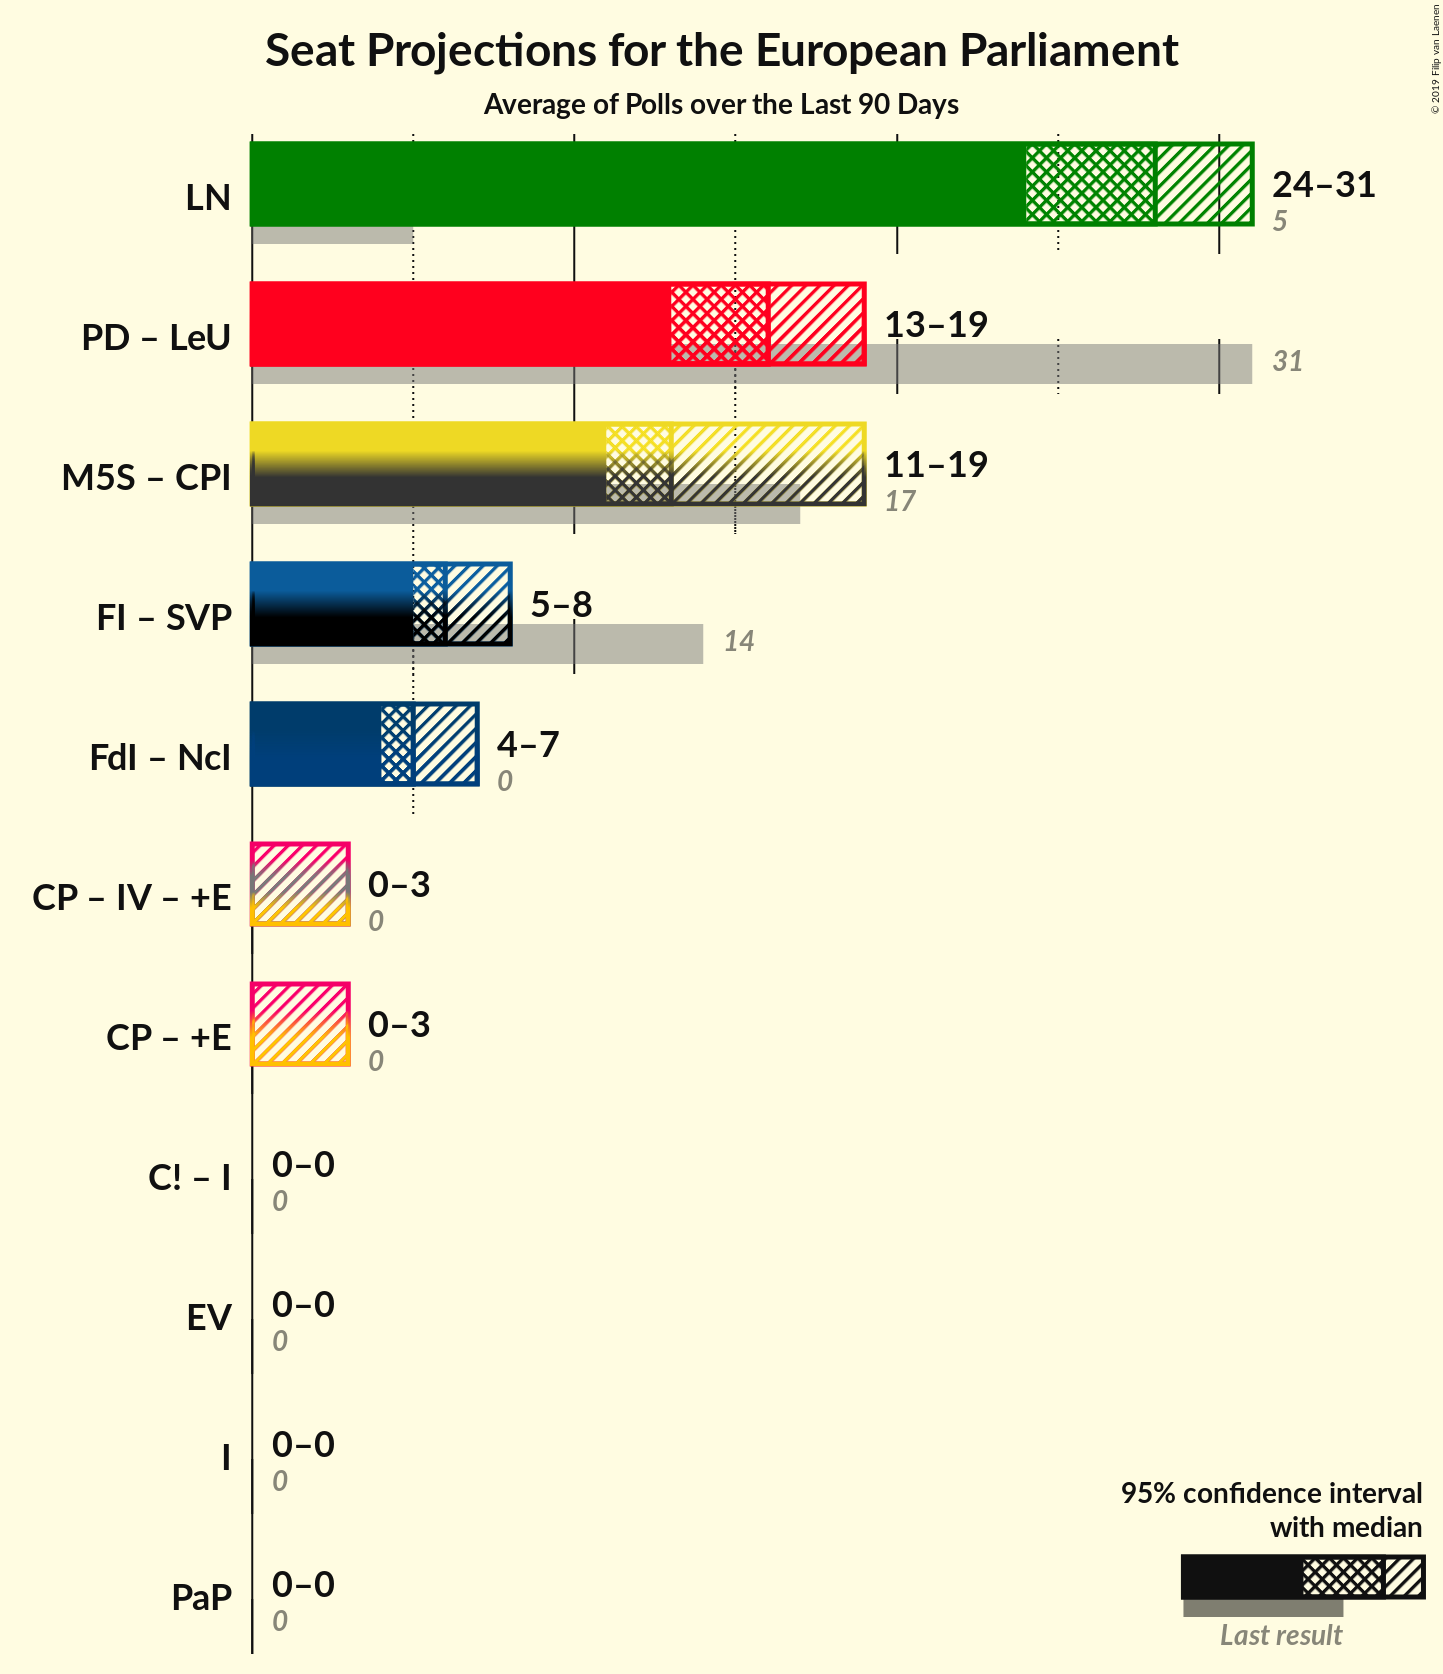 Seat Projections for the European Parliament
Average of Polls over the Last 90 Days
© 2019 Filip van Laenen
LN
24–31
5
PD – LeU
13–19
31
M5S – CPI
11–19
17
FI – SVP
5–8
14
FdI – NcI
4–7
0
CP – IV – +E
0–3
0
CP – +E
0–3
0
C! – I
0–0
0
EV
0–0
0
I
0–0
0
PaP
0–0
0
95% confidence interval
with median
Last result